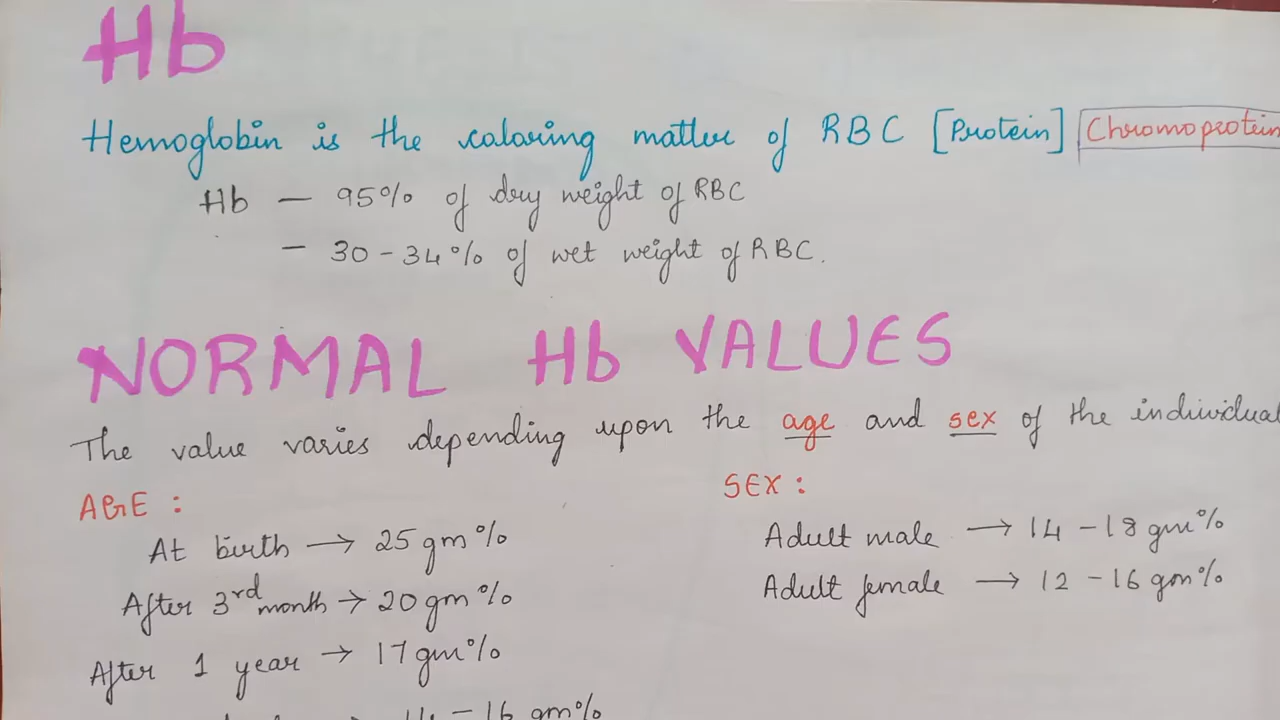 Hb
Hemoglobin is the coloring matter of RBC [Protein] Chromoprotein
Hb — 95% of dry weight of RBC
— 30-34% of wet weight of RBC.
NORMAL Hb VALUES
The value varies depending upon the age and sex of the individual
AGE :
At birth → 25 gm%
After 3rd month → 20 gm%
After 1 year → 17 gm%
→ 14 - 16 gm%
SEX :
Adult male → 14 - 18 gm%
Adult female → 12 - 16 gm%